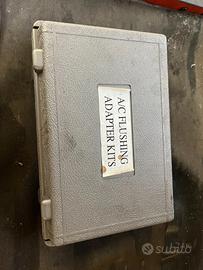 A/C FLUSHING
ADAPTER KITS
subito